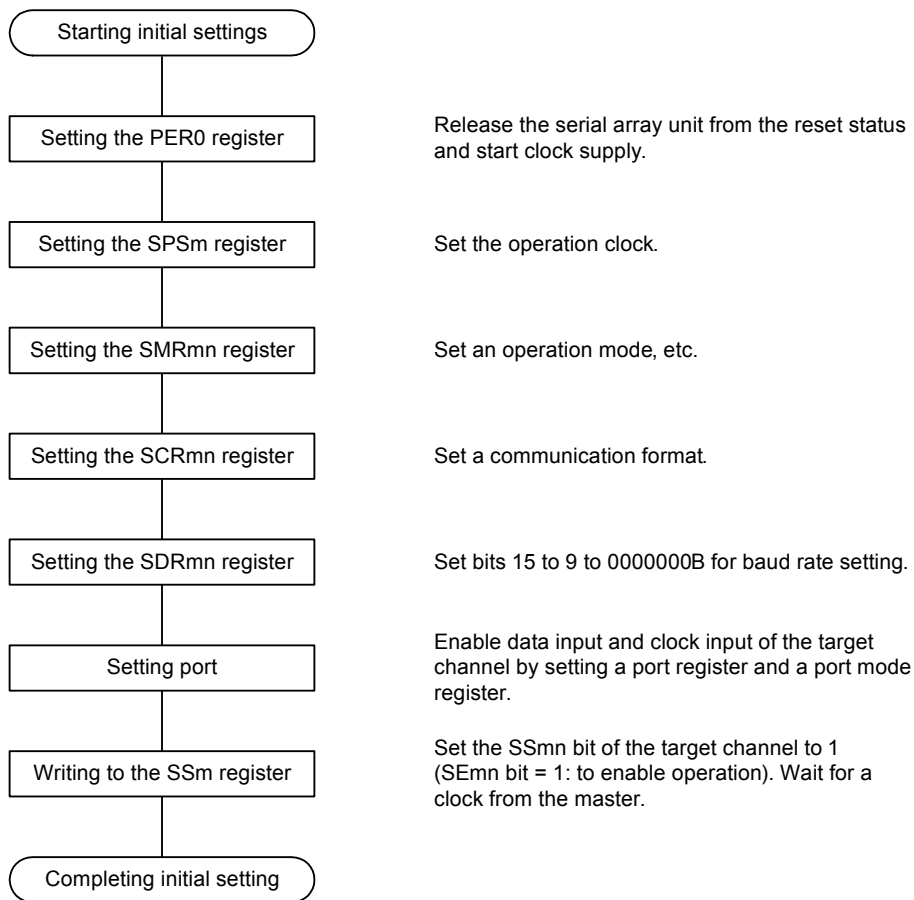 Starting initial settings
Setting the PER0 register
Release the serial array unit from the reset status
and start clock supply.
Setting the SPSm register
Set the operation clock.
Setting the SMRmn register
Set an operation mode, etc.
Setting the SCRmn register
Set a communication format.
Setting the SDRmn register
Set bits 15 to 9 to 0000000B for baud rate setting.
Setting port
Enable data input and clock input of the target
channel by setting a port register and a port mode
register.
Writing to the SSm register
Set the SSmn bit of the target channel to 1
(SEmn bit = 1: to enable operation). Wait for a
clock from the master.
Completing initial setting